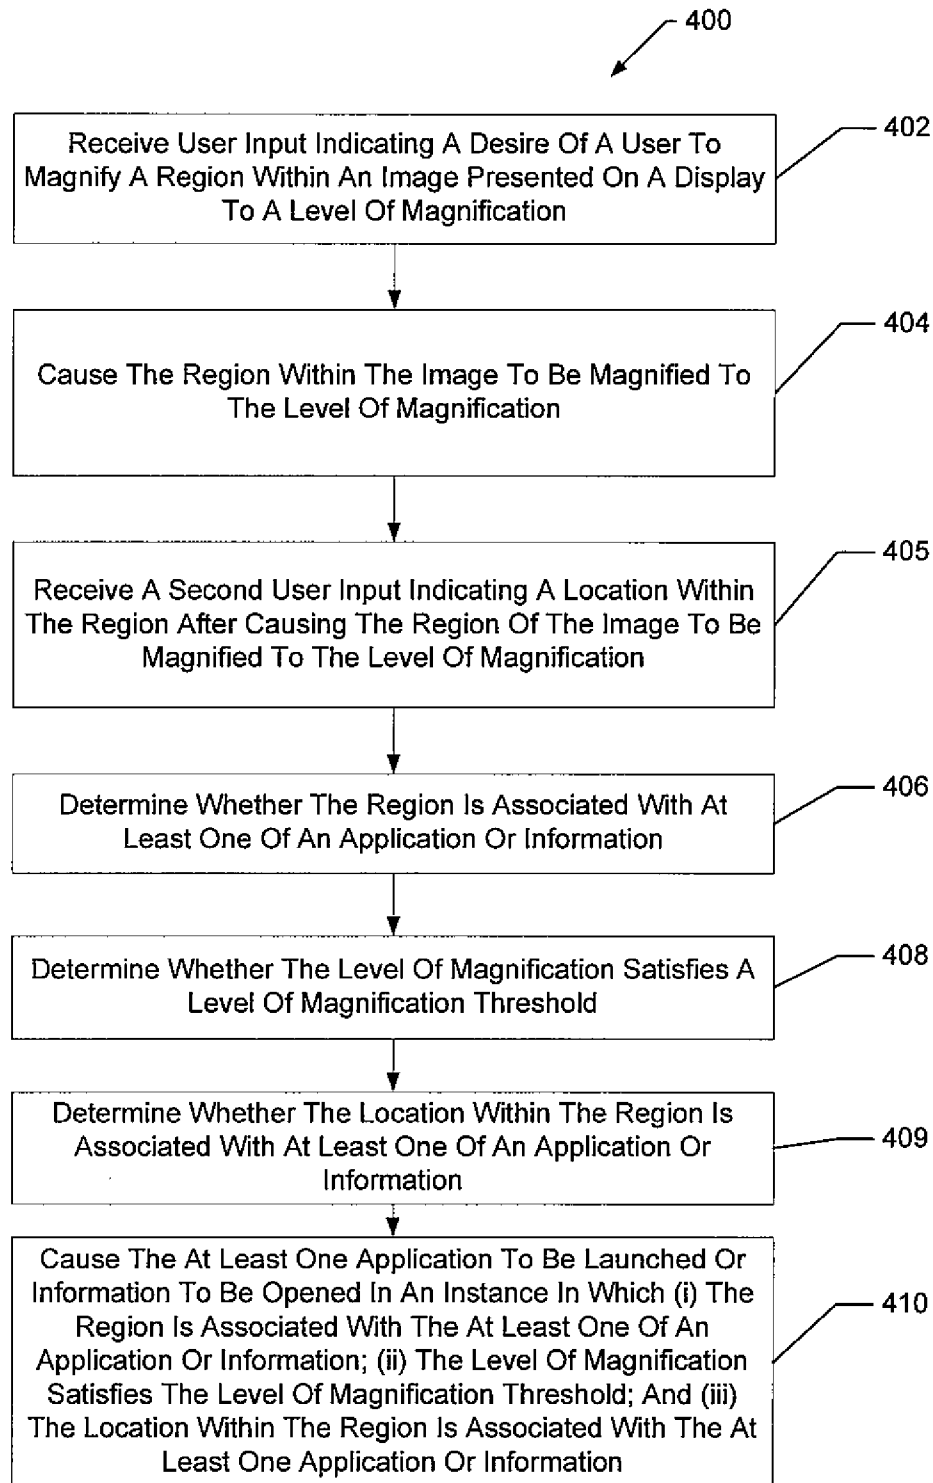 400
402
Receive User Input Indicating A Desire Of A User To
Magnify A Region Within An Image Presented On A Display
To A Level Of Magnification
404
Cause The Region Within The Image To Be Magnified To
The Level Of Magnification
405
Receive A Second User Input Indicating A Location Within
The Region After Causing The Region Of The Image To Be
Magnified To The Level Of Magnification
406
Determine Whether The Region Is Associated With At
Least One Of An Application Or Information
408
Determine Whether The Level Of Magnification Satisfies A
Level Of Magnification Threshold
409
Determine Whether The Location Within The Region Is
Associated With At Least One Of An Application Or
Information
410
Cause The At Least One Application To Be Launched Or
Information To Be Opened In An Instance In Which (i) The
Region Is Associated With The At Least One Of An
Application Or Information; (ii) The Level Of Magnification
Satisfies The Level Of Magnification Threshold; And (iii)
The Location Within The Region Is Associated With The At
Least One Application Or Information